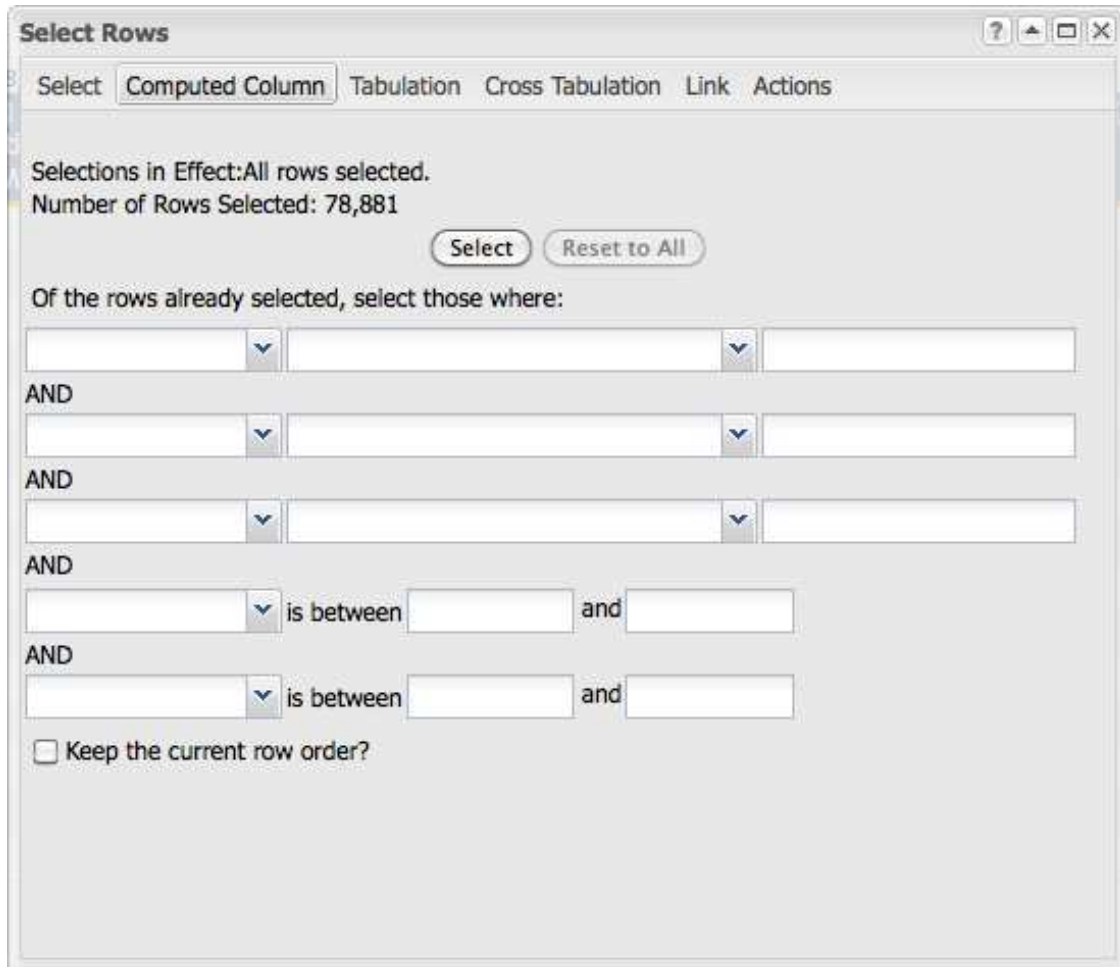 Select Rows
?
Select Computed Column Tabulation Cross Tabulation Link Actions
Selections in Effect:All rows selected.
Number of Rows Selected: 78,881
Select Reset to All
Of the rows already selected, select those where:
AND
AND
AND
is between and
AND
is between and
Keep the current row order?